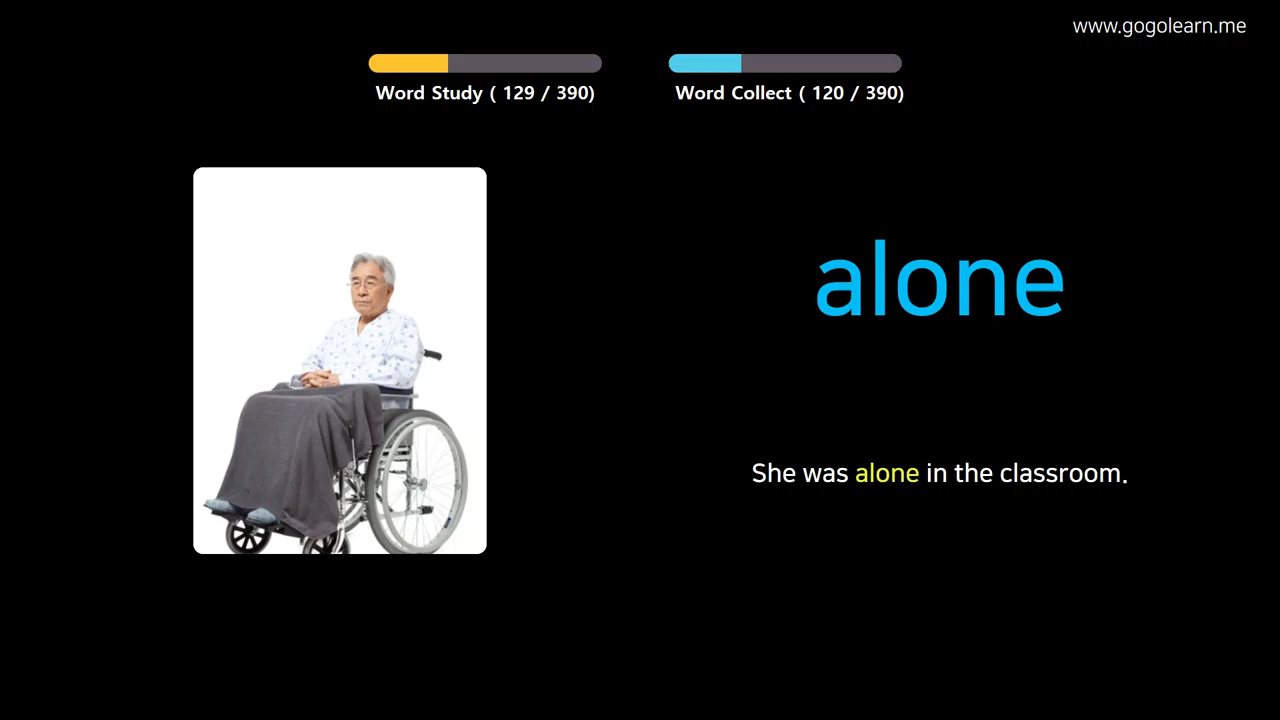 www.gogolearn.me
Word Study ( 129 / 390)
Word Collect ( 120 / 390)
alone
She was alone in the classroom.